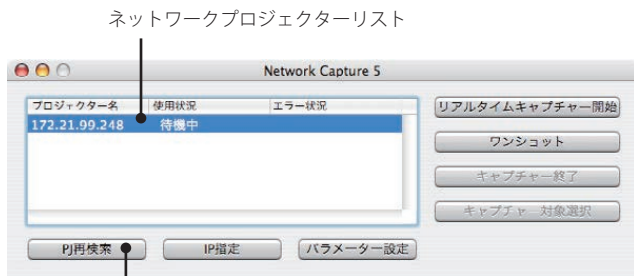 ネットワークプロジェクターリスト
Network Capture 5
プロジェクター名 使用状況 エラー状況
172.21.99.248 待機中
リアルタイムキャプチャー開始
ワンショット
キャプチャー終了
キャプチャー 対象選択
PJ再検索 IP指定 パラメーター設定